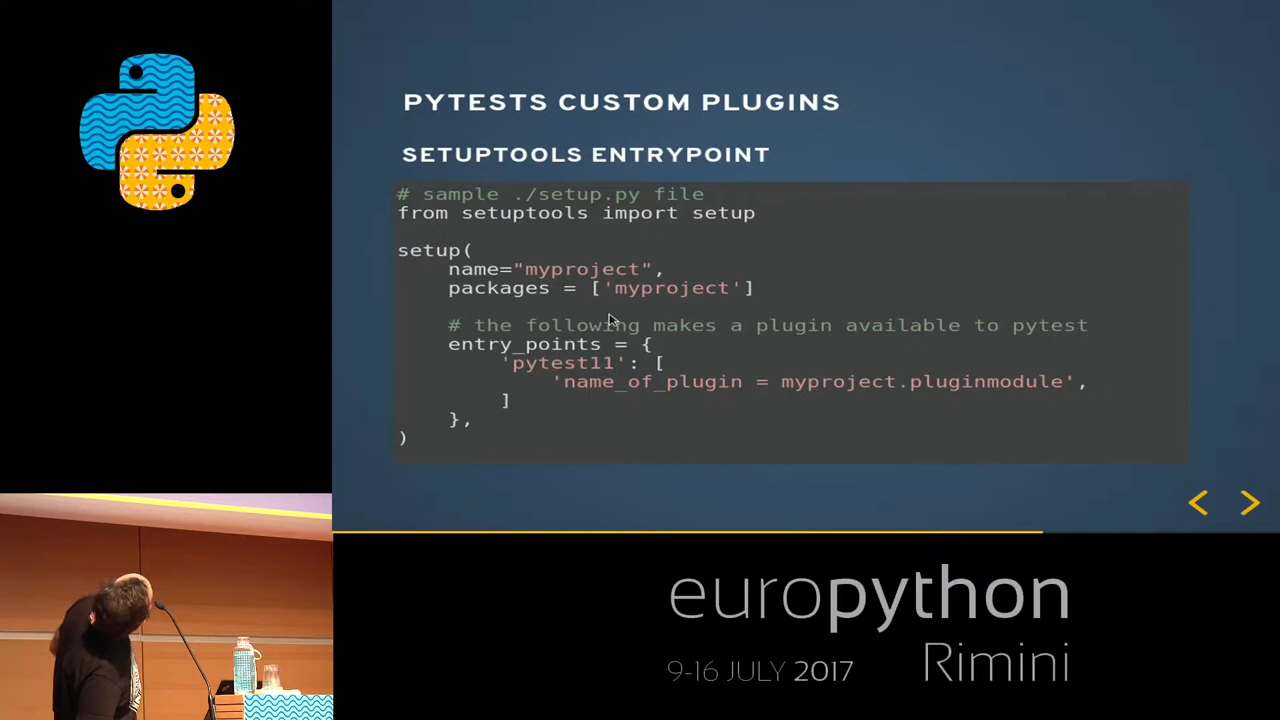 PYTESTS CUSTOM PLUGINS
SETUPTOOLS ENTRYPOINT
# sample ./setup.py file
from setuptools import setup
setup(
name="myproject",
packages = ['myproject']
# the following makes a plugin available to pytest
entry_points = {
'pytest11': [
'name_of_plugin = myproject.pluginmodule',
]
},
)
europython
Rimini
9-16 JULY 2017